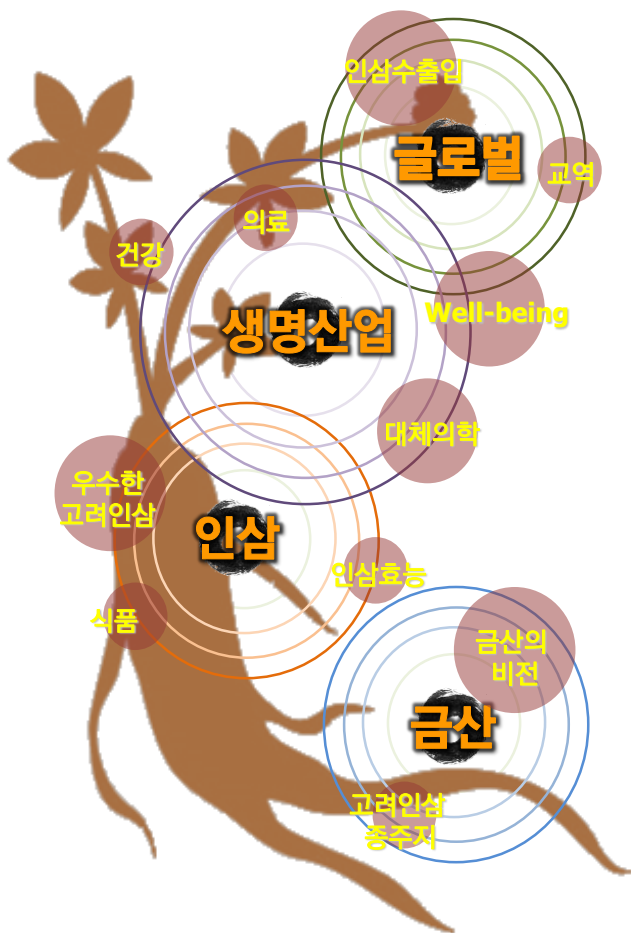 인삼수출입
글로벌
교역
의료
건강
Well-being
생명산업
대체의학
우수한
고려인삼
인삼
인삼효능
식품
금산의
비전
금산
고려인삼
종주지